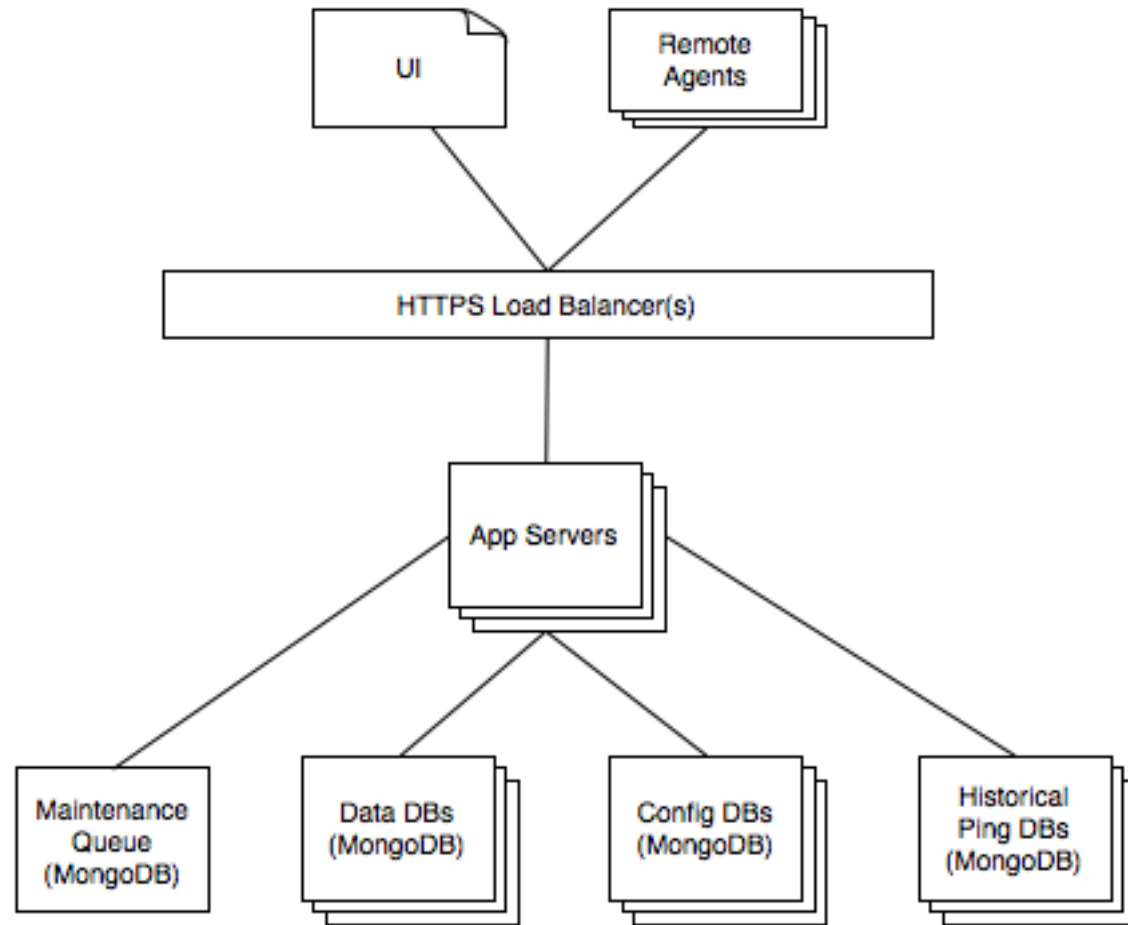 UI
Remote
Agents
HTTPS Load Balancer(s)
App Servers
Maintenance
Queue
(MongoDB)
Data DBs
(MongoDB)
Config DBs
(MongoDB)
Historical
Ping DBs
(MongoDB)